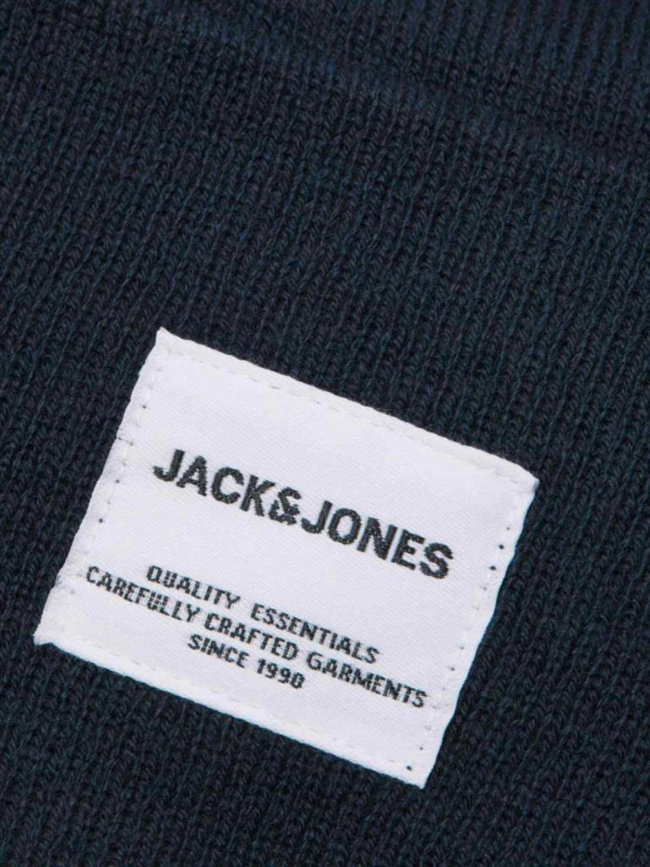 JACK&JONES
QUALITY ESSENTIALS
CAREFULLY CRAFTED GARMENTS
SINCE 1990